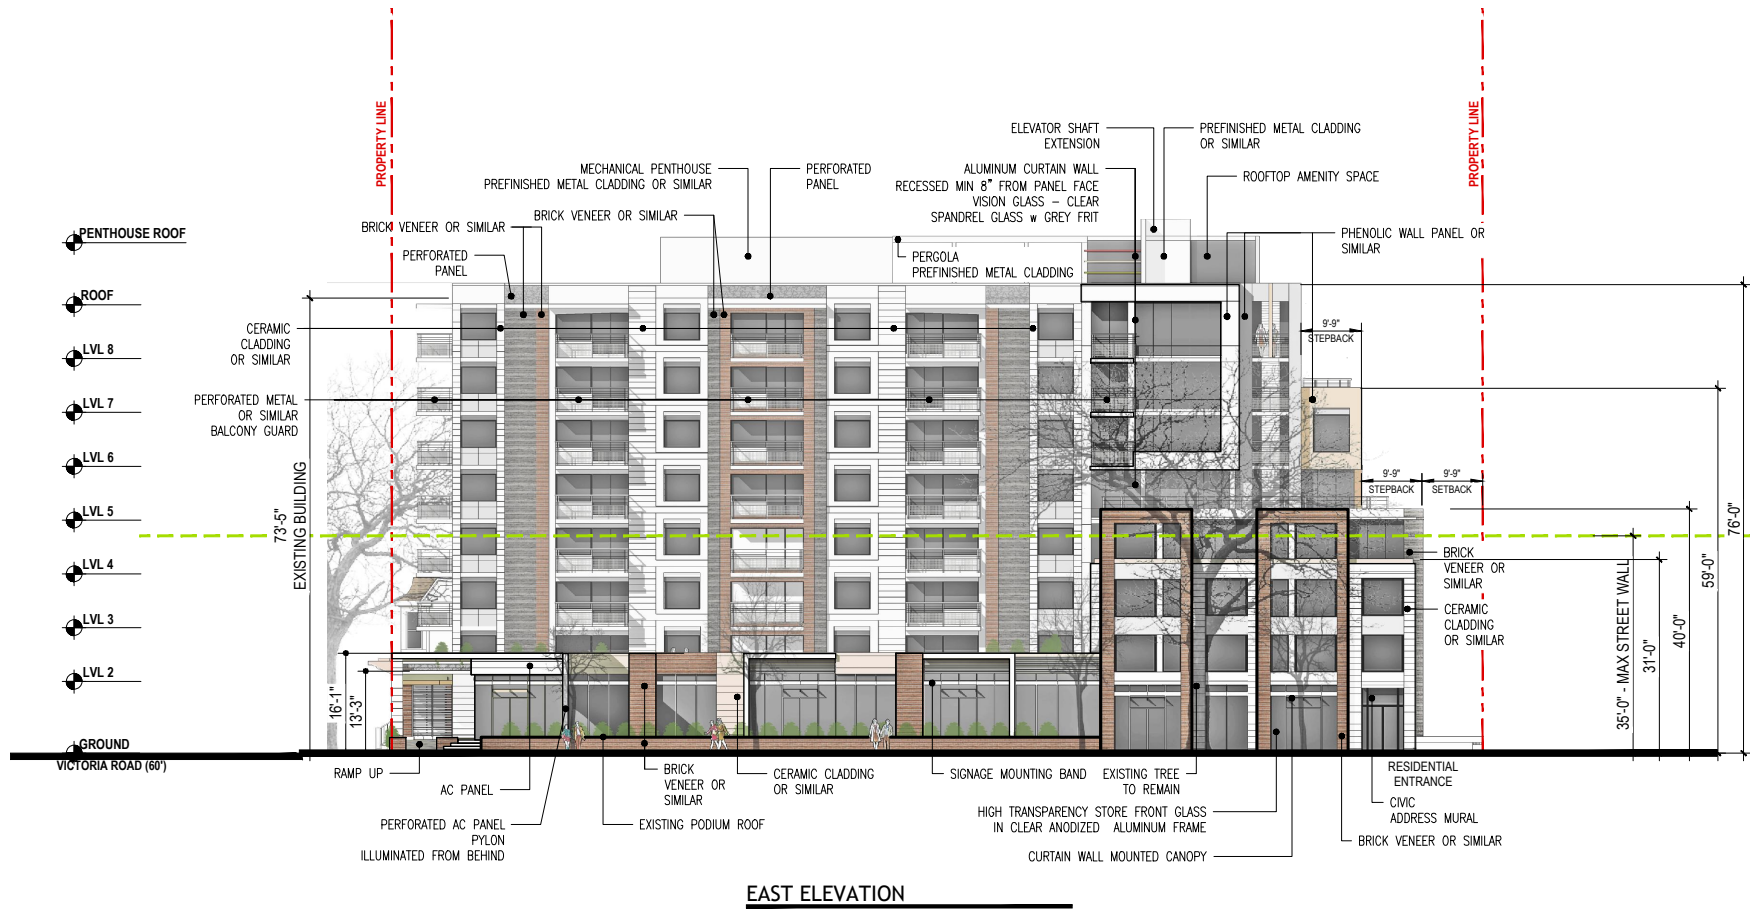 PROPERTY LINE
PROPERTY LINE
ELEVATOR SHAFT
EXTENSION
PREFINISHED METAL CLADDING
OR SIMILAR
MECHANICAL PENTHOUSE
PREFINISHED METAL CLADDING OR SIMILAR
PERFORATED
PANEL
ALUMINUM CURTAIN WALL
RECESSED MIN 8" FROM PANEL FACE
VISION GLASS – CLEAR
SPANDREL GLASS w GREY FRIT
ROOFTOP AMENITY SPACE
BRICK VENEER OR SIMILAR
BRICK VENEER OR SIMILAR
PHENOLIC WALL PANEL OR
SIMILAR
PERFORATED
PANEL
PERGOLA
PREFINISHED METAL CLADDING
PENTHOUSE ROOF
ROOF
LVL 8
LVL 7
LVL 6
LVL 5
LVL 4
LVL 3
LVL 2
GROUND
VICTORIA ROAD (60')
CERAMIC
CLADDING
OR SIMILAR
PERFORATED METAL
OR SIMILAR
BALCONY GUARD
73'-5"
EXISTING BUILDING
16'-1"
13'-3"
9'-9"
STEPBACK
9'-9"
STEPBACK
9'-9"
SETBACK
BRICK
VENEER OR
SIMILAR
CERAMIC
CLADDING
OR SIMILAR
35'-0" - MAX STREET WALL
31'-0"
40'-0"
59'-0"
76'-0"
RAMP UP
AC PANEL
PERFORATED AC PANEL
PYLON
ILLUMINATED FROM BEHIND
BRICK
VENEER OR
SIMILAR
EXISTING PODIUM ROOF
CERAMIC CLADDING
OR SIMILAR
SIGNAGE MOUNTING BAND
EXISTING TREE
TO REMAIN
HIGH TRANSPARENCY STORE FRONT GLASS
IN CLEAR ANODIZED ALUMINUM FRAME
CURTAIN WALL MOUNTED CANOPY
RESIDENTIAL
ENTRANCE
CIVIC
ADDRESS MURAL
BRICK VENEER OR SIMILAR
EAST ELEVATION